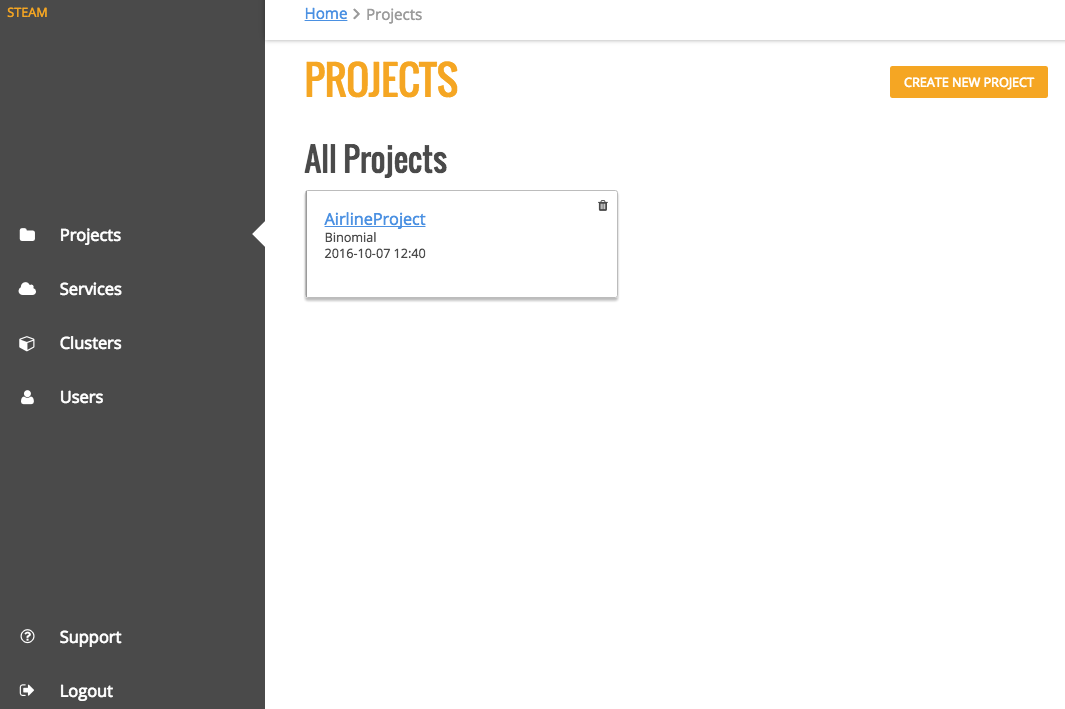 STEAM
Home > Projects
PROJECTS
CREATE NEW PROJECT
All Projects
AirlineProject
Binomial
2016-10-07 12:40
Projects
Services
Clusters
Users
Support
Logout